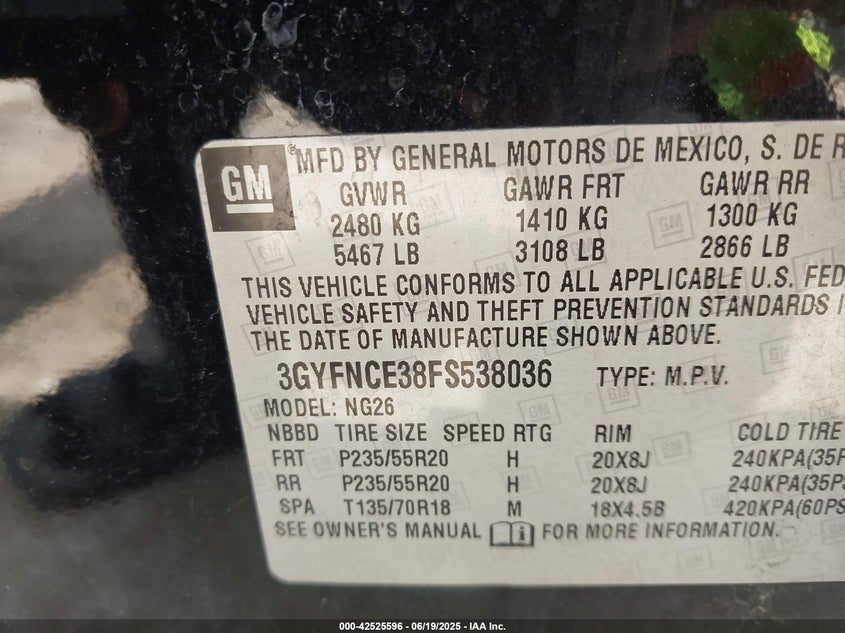 GM
® MFD BY GENERAL MOTORS DE MEXICO, S. DE R
GVWR GAWR FRT GAWR RR
2480 KG 1410 KG 1300 KG
5467 LB 3108 LB 2866 LB
THIS VEHICLE CONFORMS TO ALL APPLICABLE U.S. FED
VEHICLE SAFETY AND THEFT PREVENTION STANDARDS I
THE DATE OF MANUFACTURE SHOWN ABOVE.
3GYFNCE38FS538036 TYPE: M.P.V.
MODEL: NG26
NBBD TIRE SIZE SPEED RTG RIM COLD TIRE
FRT P235/55R20 H 20X8J 240KPA(35P
RR P235/55R20 H 20X8J 240KPA(35PS
SPA T135/70R18 M 18X4.5B 420KPA(60PS
SEE OWNER'S MANUAL FOR MORE INFORMATION.
000-42525596 - 06/19/2025 - IAA Inc.